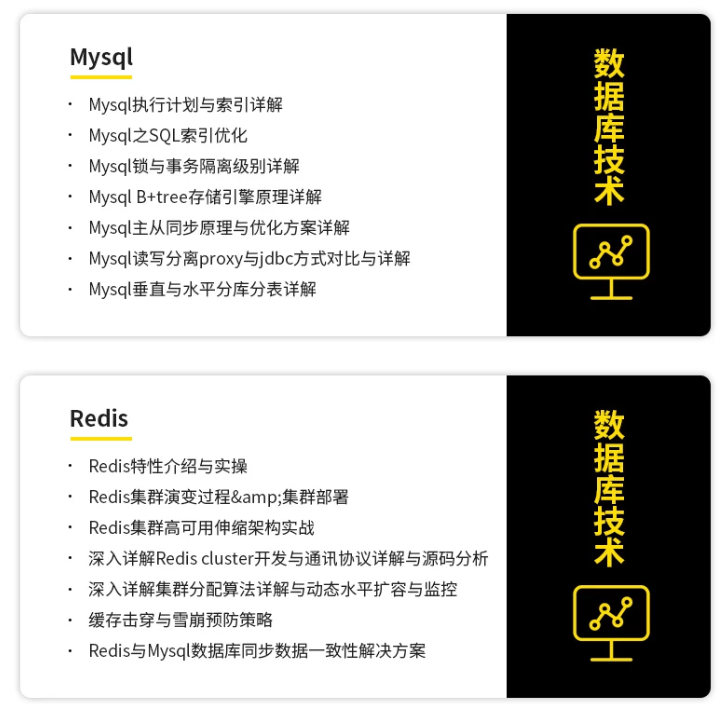 Mysql
· Mysql执行计划与索引详解
· Mysql之SQL索引优化
· Mysql锁与事务隔离级别详解
· Mysql B+tree存储引擎原理详解
· Mysql主从同步原理与优化方案详解
· Mysql读写分离proxy与jdbc方式对比与详解
· Mysql垂直与水平分库分表详解
数据库技术
Redis
· Redis特性介绍与实操
· Redis集群演变过程&amp;集群部署
· Redis集群高可用伸缩架构实战
· 深入详解Redis cluster开发与通讯协议详解与源码分析
· 深入详解集群分配算法详解与动态水平扩容与监控
· 缓存击穿与雪崩预防策略
· Redis与Mysql数据库同步数据一致性解决方案
数据库技术